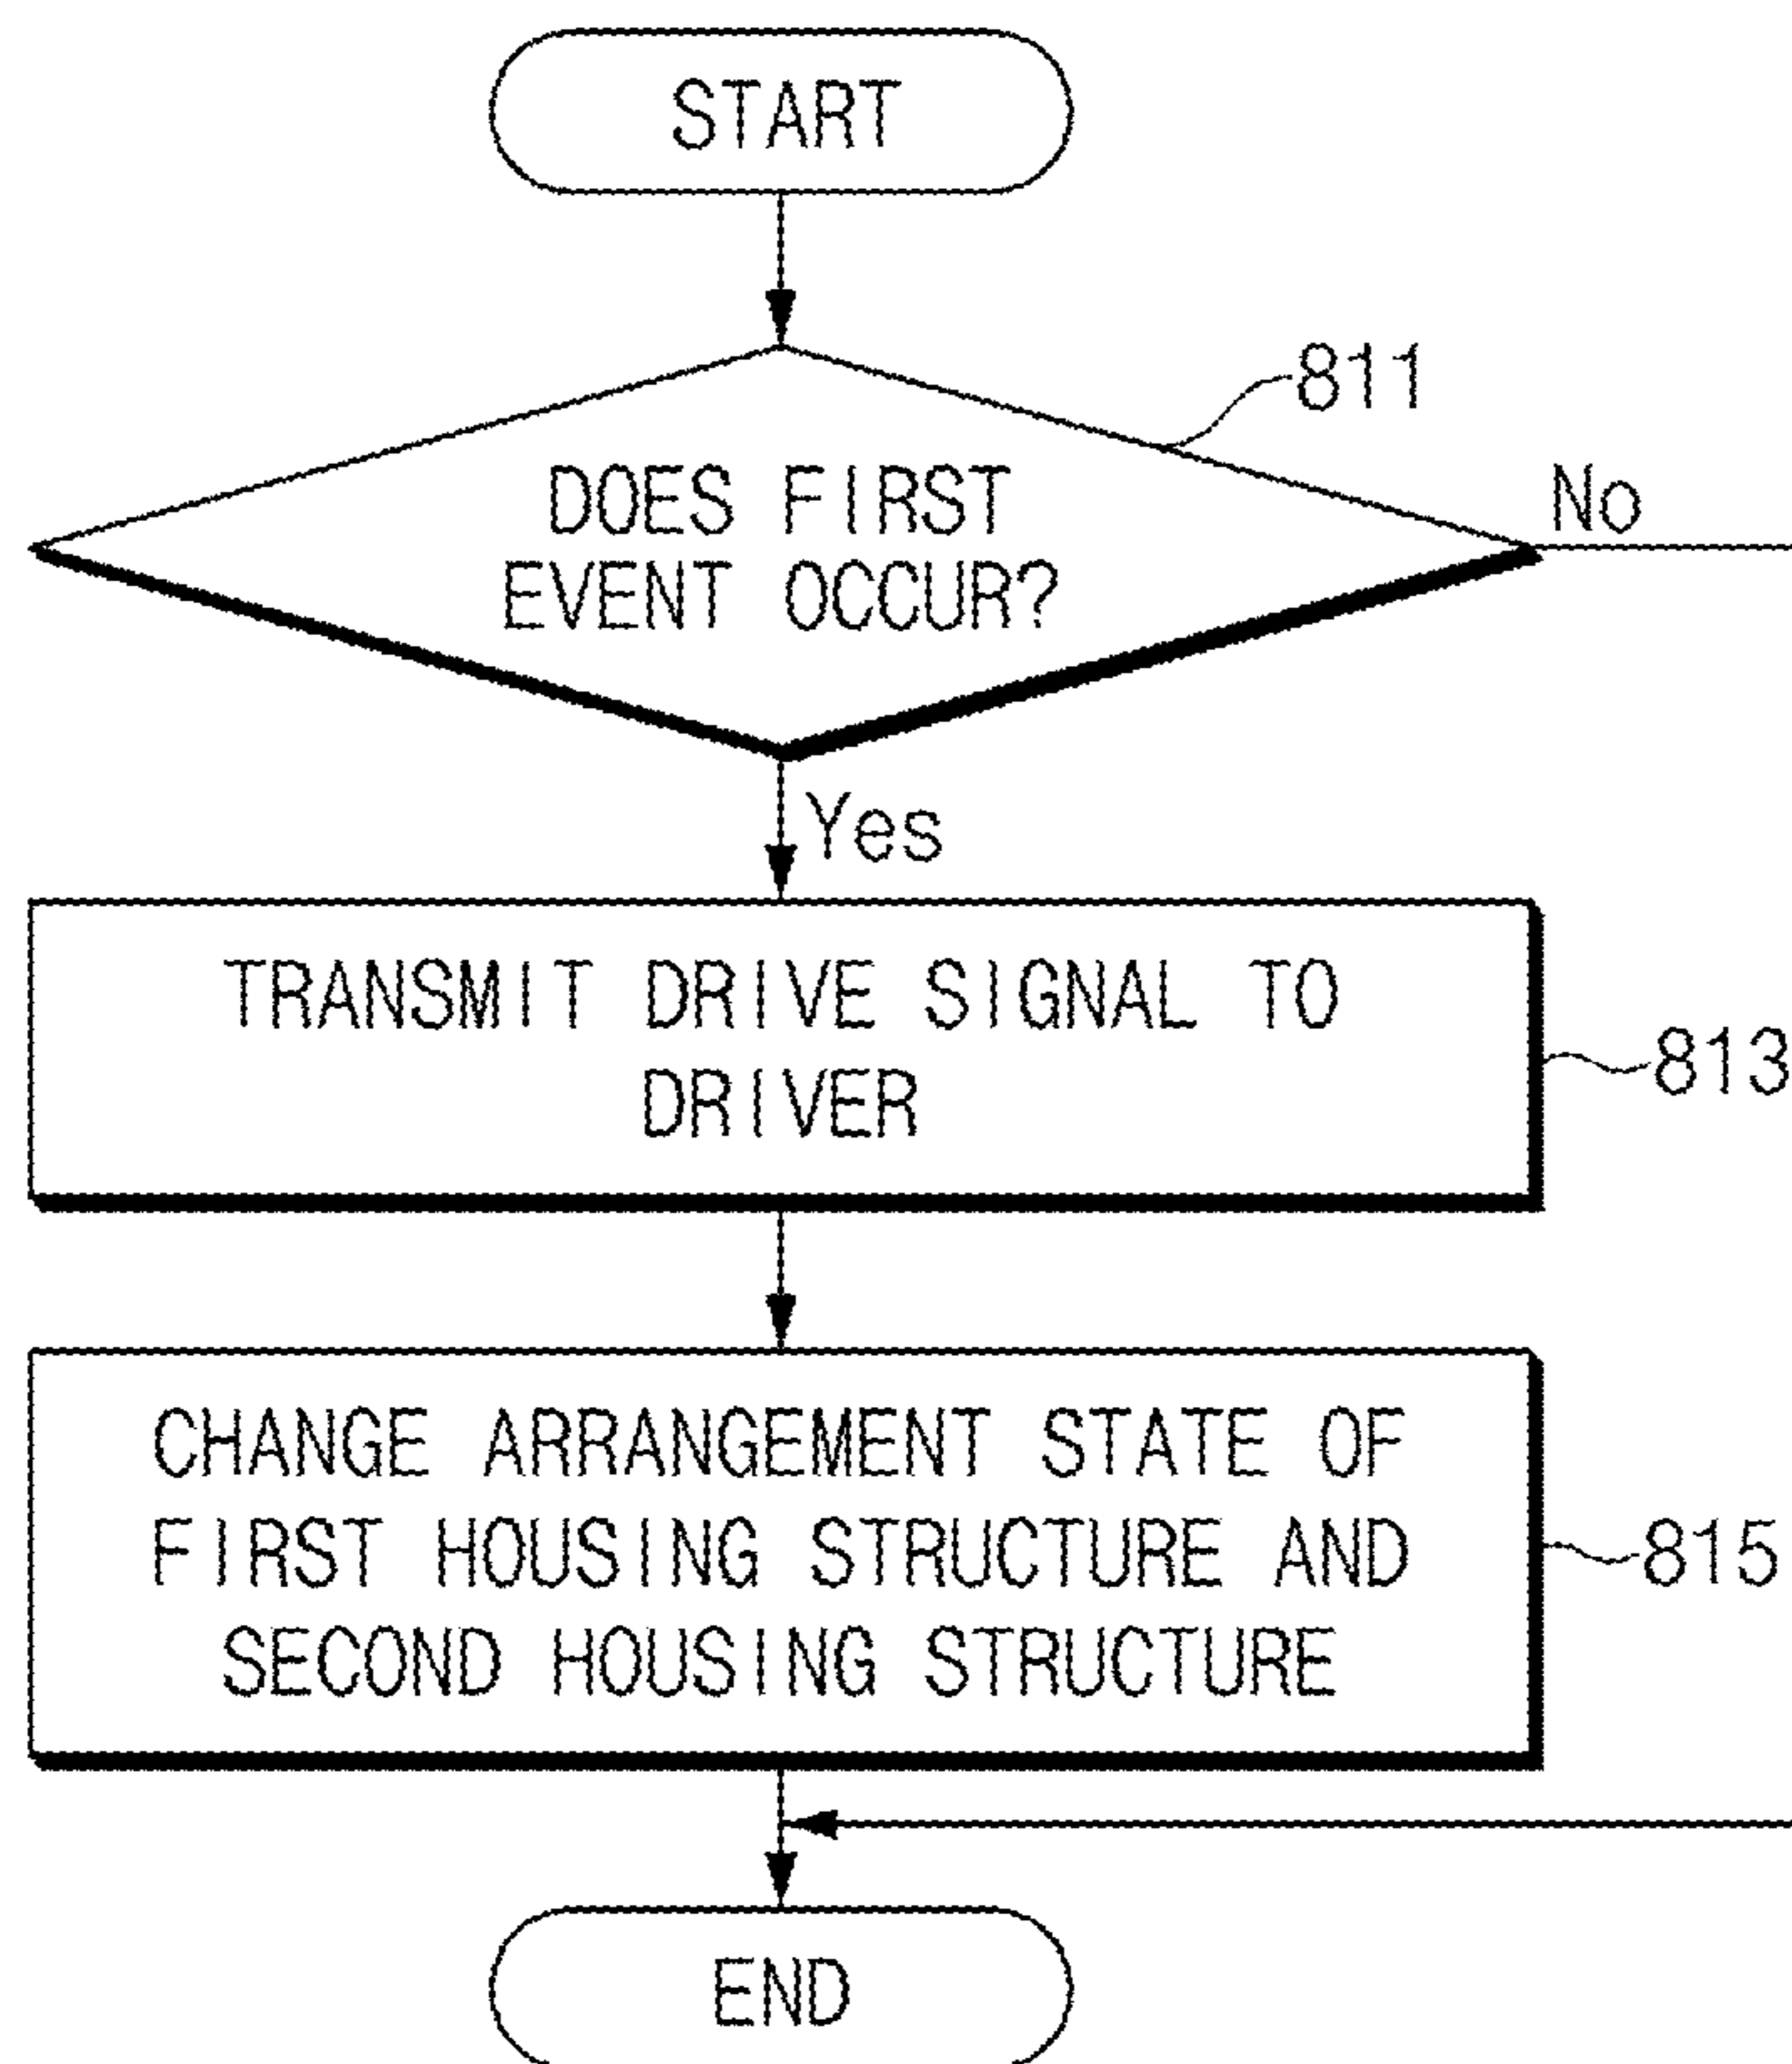 START
811
DOES FIRST
EVENT OCCUR?
No
Yes
TRANSMIT DRIVE SIGNAL TO
DRIVER
813
CHANGE ARRANGEMENT STATE OF
FIRST HOUSING STRUCTURE AND
SECOND HOUSING STRUCTURE
815
END